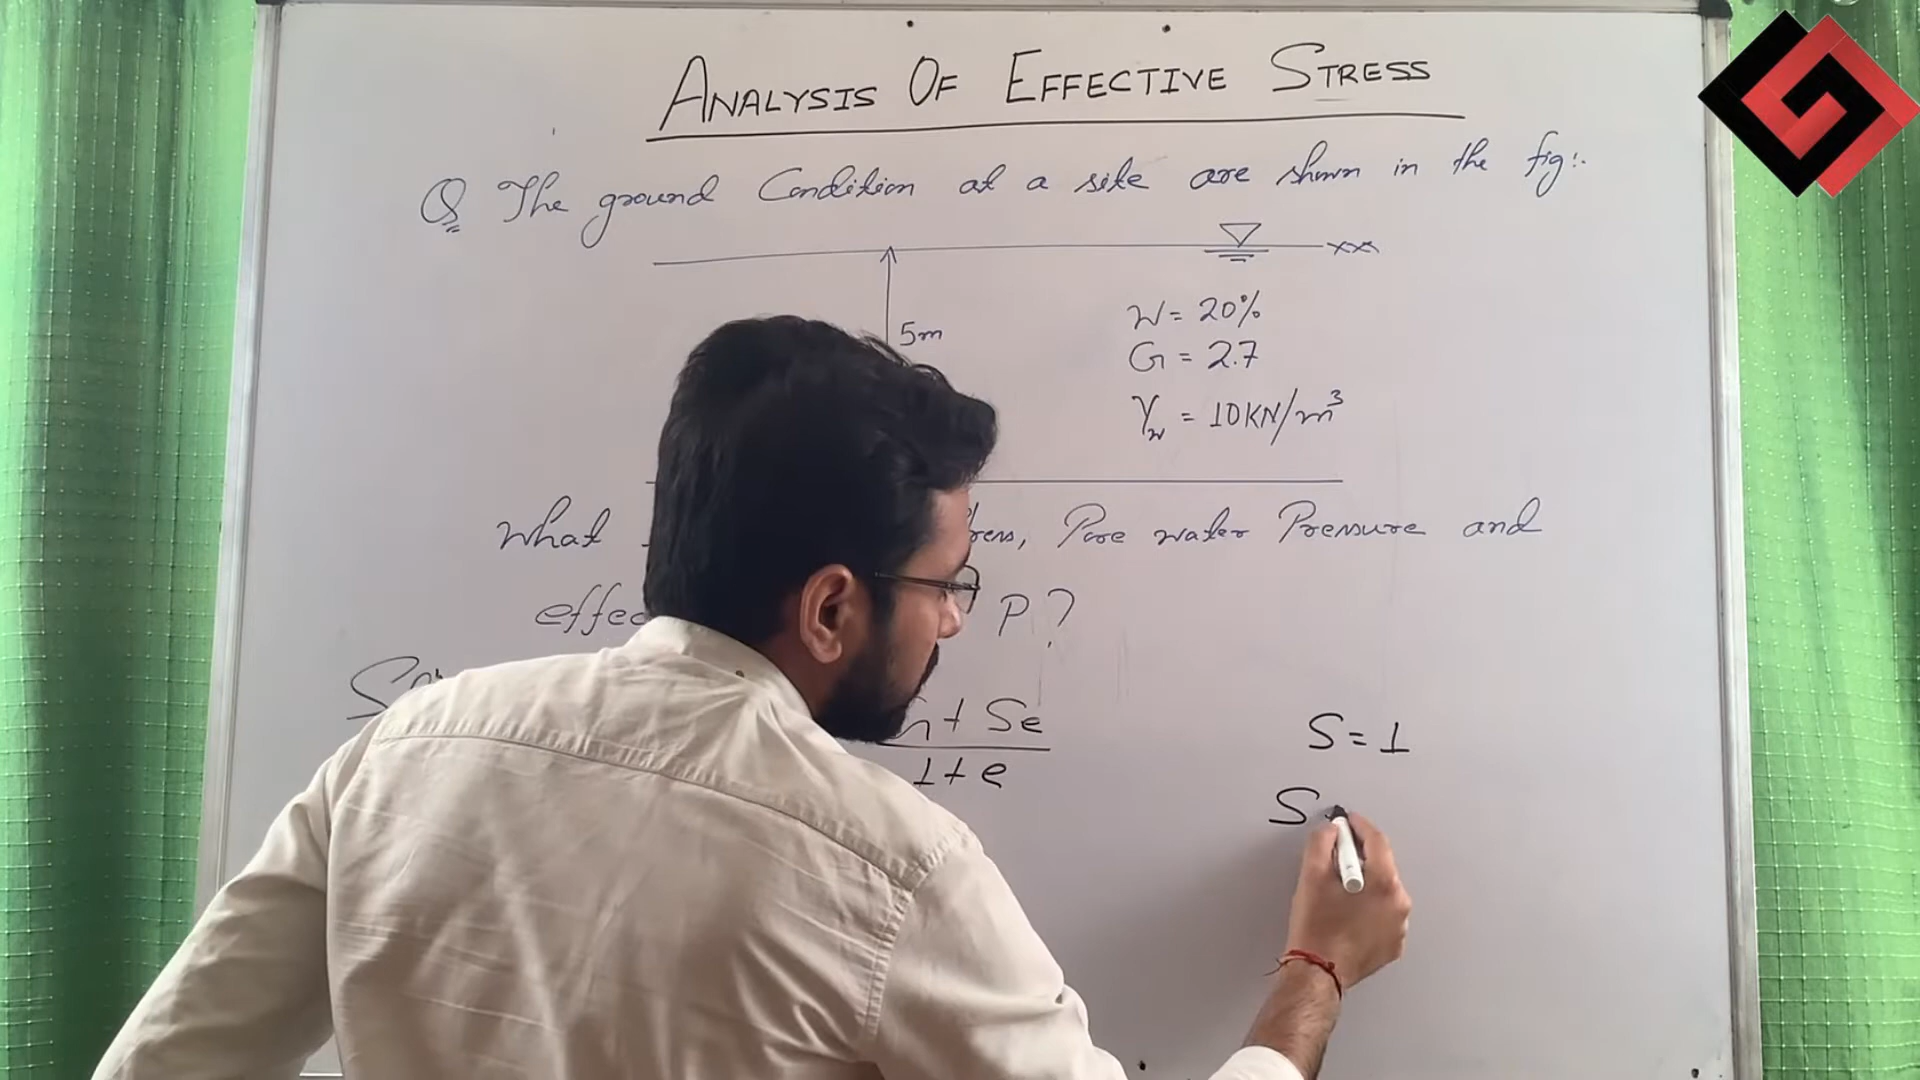 ANALYSIS OF EFFECTIVE STRESS
Q The ground Condition at a site are shown in the fig:.
xxx
5m
W = 20%
G = 2.7
γw = 10KN/m³
What Pore water Pressure and
P?
+ Se
1+e
S = 1
S